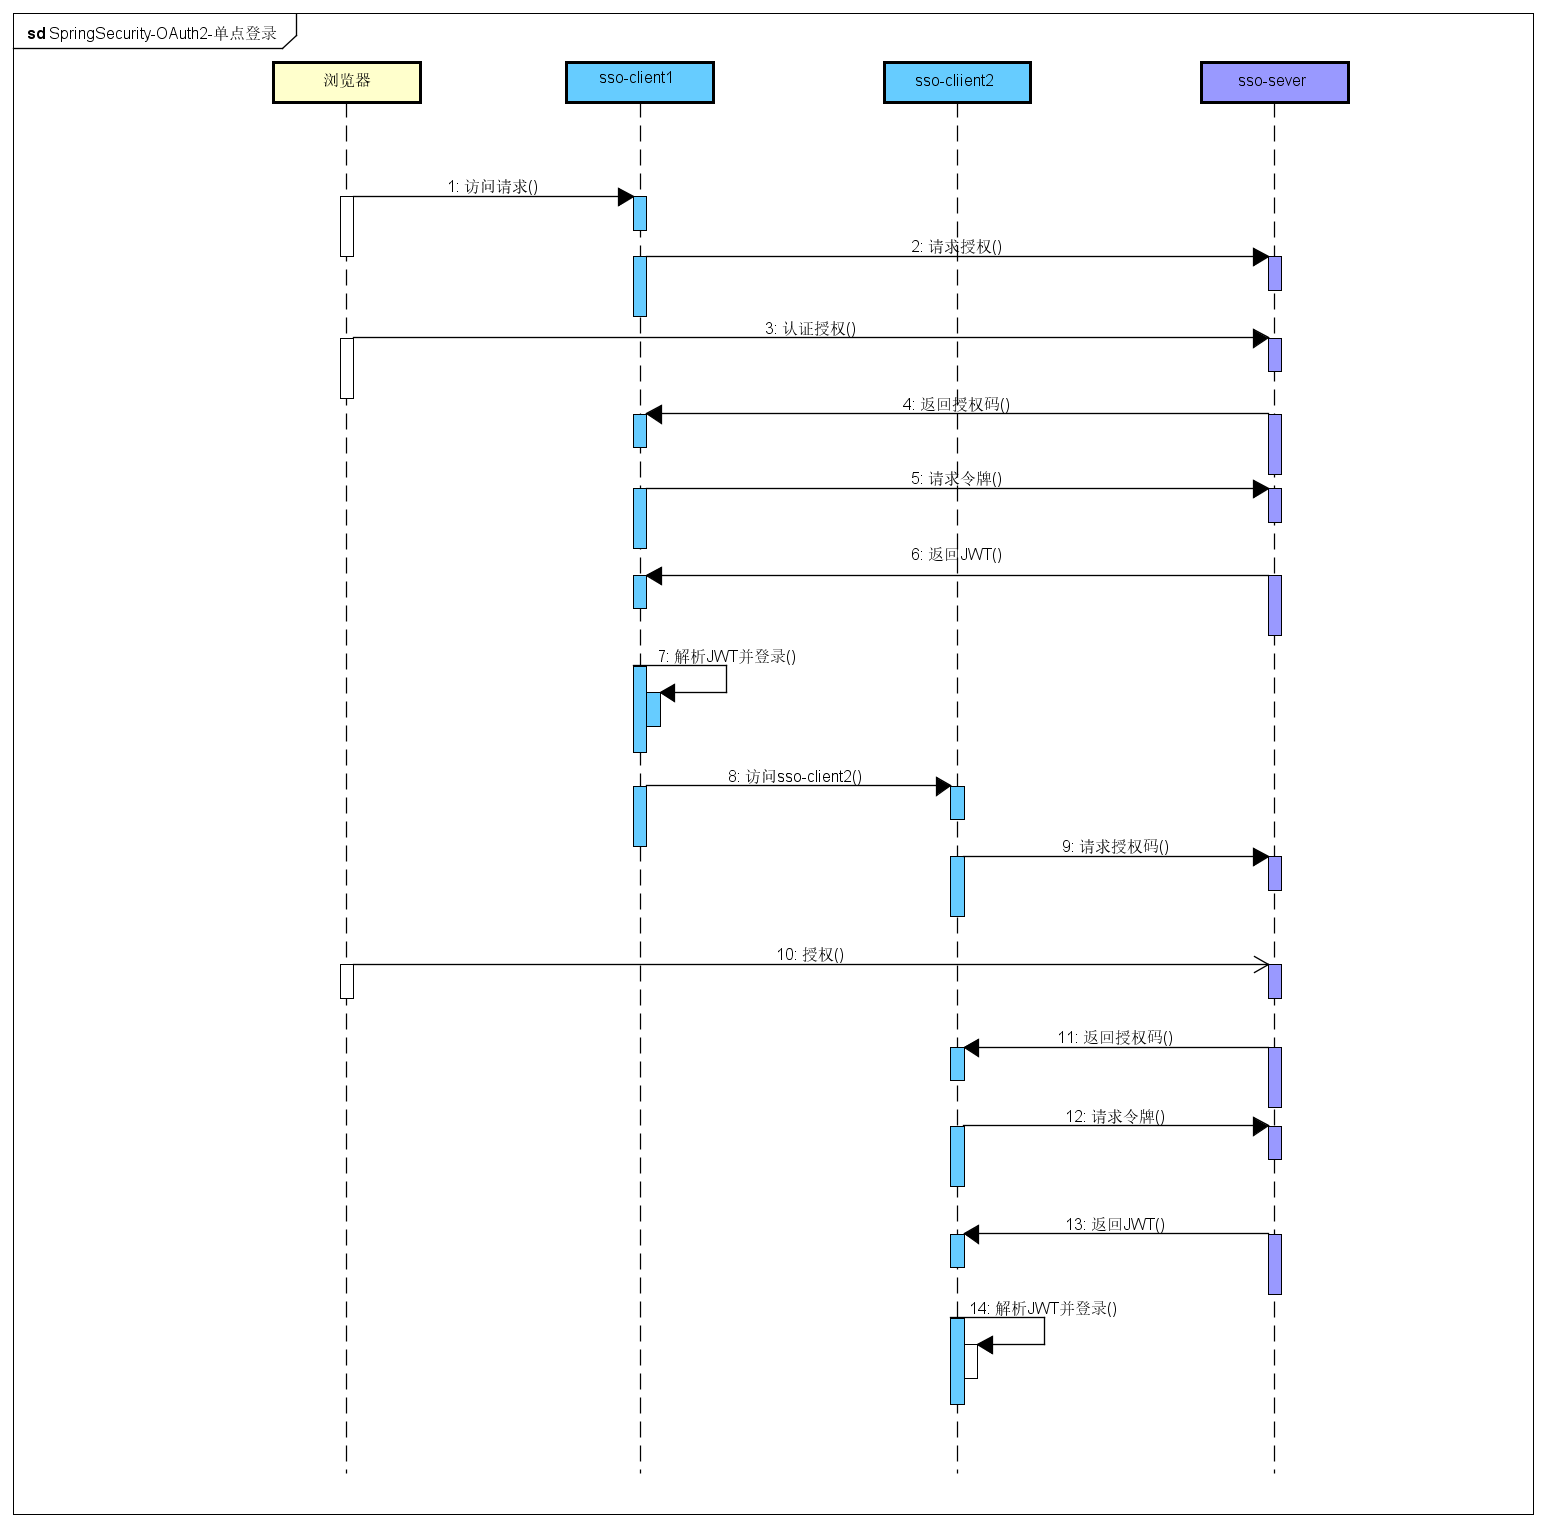 sd SpringSecurity-OAuth2-单点登录
浏览器
sso-client1
sso-cliient2
sso-sever
1: 访问请求()
2: 请求授权()
3: 认证授权()
4: 返回授权码()
5: 请求令牌()
6: 返回JWT()
7: 解析JWT并登录()
8: 访问sso-client2()
9: 请求授权码()
10: 授权()
11: 返回授权码()
12: 请求令牌()
13: 返回JWT()
14: 解析JWT并登录()